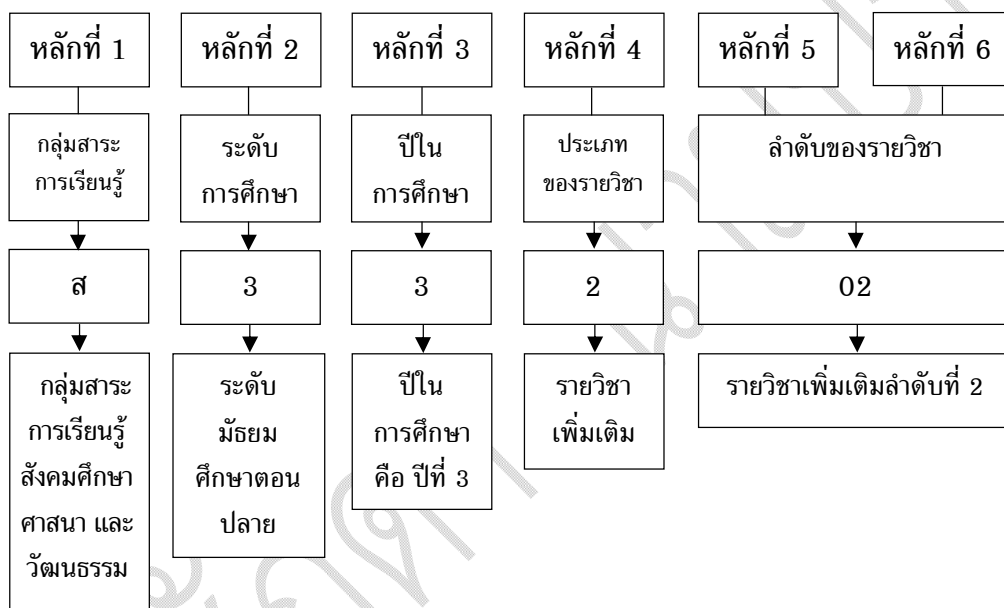 หลักที่ 1 หลักที่ 2 หลักที่ 3 หลักที่ 4 หลักที่ 5 หลักที่ 6
กลุ่มสาระ
การเรียนรู้
ระดับ
การศึกษา
ปีใน
การศึกษา
ประเภท
ของรายวิชา
ลำดับของรายวิชา
ส 3 3 2 02
กลุ่มสาระ
การเรียนรู้
สังคมศึกษา
ศาสนา และ
วัฒนธรรม
ระดับ
มัธยม
ศึกษาตอน
ปลาย
ปีใน
การศึกษา
คือ ปีที่ 3
รายวิชา
เพิ่มเติม
รายวิชาเพิ่มเติมลำดับที่ 2